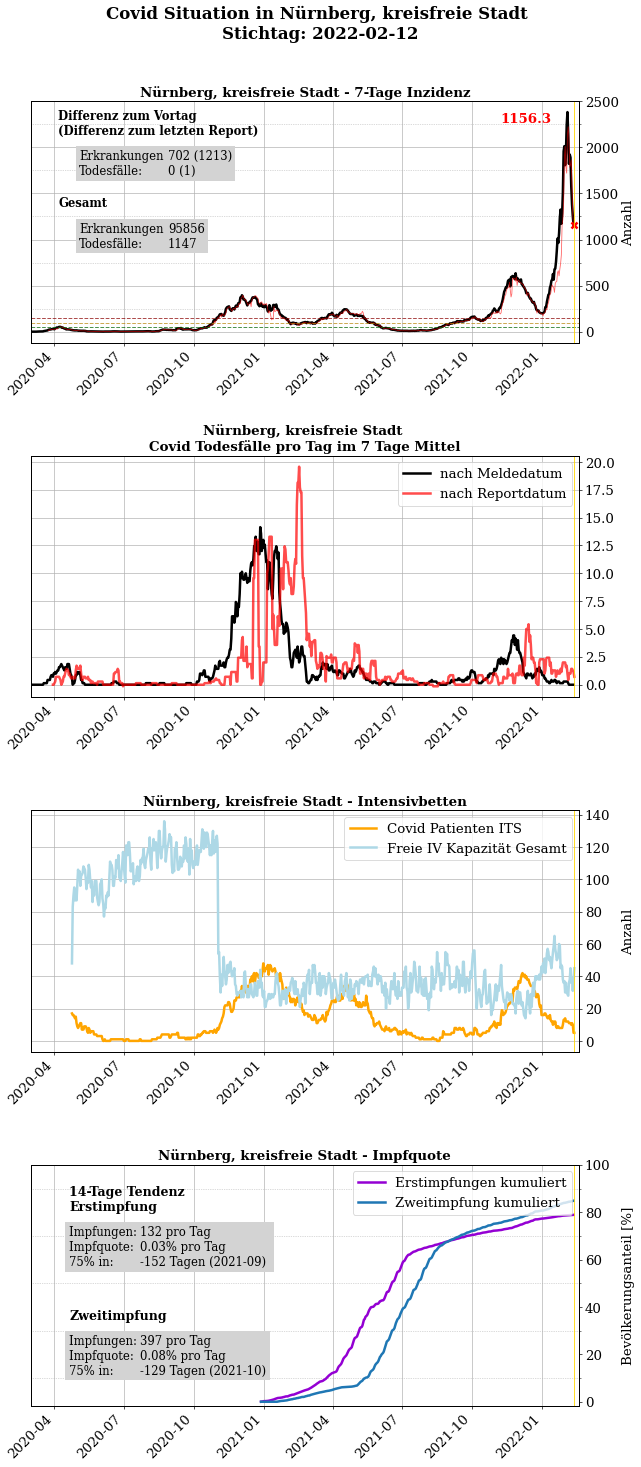 Covid Situation in Nürnberg, kreisfreie Stadt
Stichtag: 2022-02-12
Nürnberg, kreisfreie Stadt - 7-Tage Inzidenz
Differenz zum Vortag
(Differenz zum letzten Report)
Erkrankungen 702 (1213)
Todesfälle: 0 (1)
Gesamt
Erkrankungen 95856
Todesfälle: 1147
1156.3
2500
2000
1500
1000
500
0
Anzahl
2020-04
2020-07
2020-10
2021-01
2021-04
2021-07
2021-10
2022-01
Nürnberg, kreisfreie Stadt
Covid Todesfälle pro Tag im 7 Tage Mittel
nach Meldedatum
nach Reportdatum
20.0
17.5
15.0
12.5
10.0
7.5
5.0
2.5
0.0
2020-04
2020-07
2020-10
2021-01
2021-04
2021-07
2021-10
2022-01
Nürnberg, kreisfreie Stadt - Intensivbetten
Covid Patienten ITS
Freie IV Kapazität Gesamt
140
120
100
80
60
40
20
0
Anzahl
2020-04
2020-07
2020-10
2021-01
2021-04
2021-07
2021-10
2022-01
Nürnberg, kreisfreie Stadt - Impfquote
14-Tage Tendenz
Erstimpfung
Impfungen: 132 pro Tag
Impfquote: 0.03% pro Tag
75% in: -152 Tagen (2021-09)
Zweitimpfung
Impfungen: 397 pro Tag
Impfquote: 0.08% pro Tag
75% in: -129 Tagen (2021-10)
Erstimpfungen kumuliert
Zweitimpfung kumuliert
100
80
60
40
20
0
Bevölkerungsanteil [%]
2020-04
2020-07
2020-10
2021-01
2021-04
2021-07
2021-10
2022-01